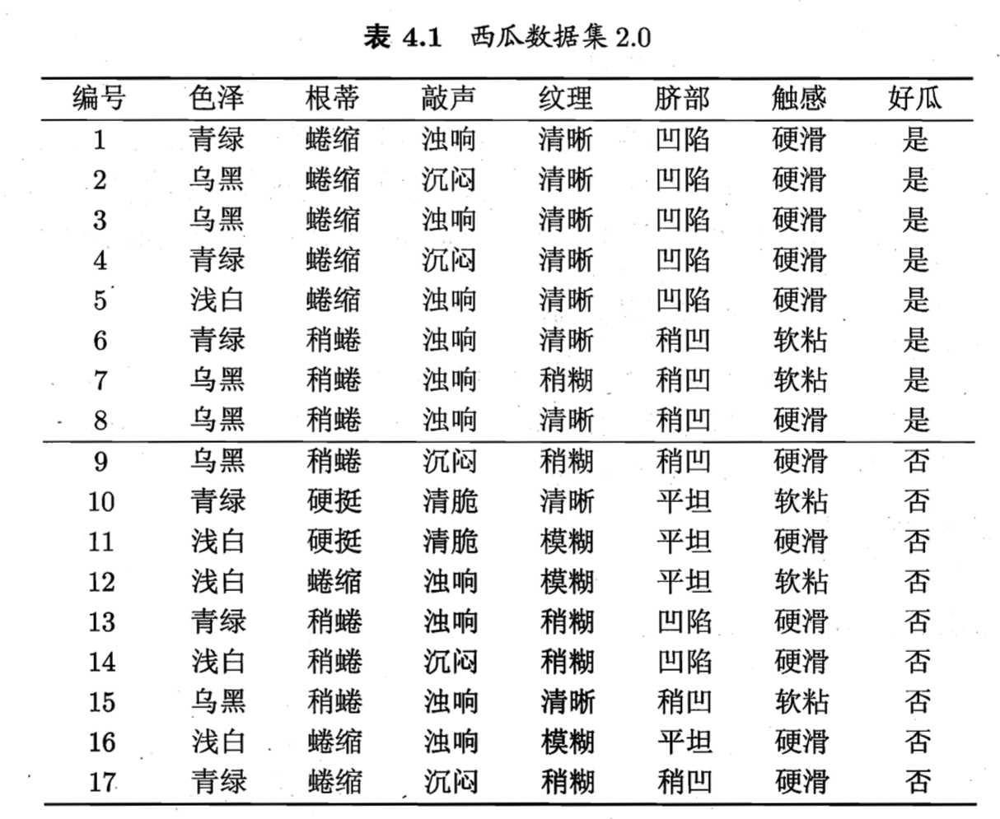 表 4.1 西瓜数据集 2.0
编号 色泽 根蒂 敲声 纹理 脐部 触感 好瓜
1 青绿 蜷缩 浊响 清晰 凹陷 硬滑 是
2 乌黑 蜷缩 沉闷 清晰 凹陷 硬滑 是
3 乌黑 蜷缩 浊响 清晰 凹陷 硬滑 是
4 青绿 蜷缩 沉闷 清晰 凹陷 硬滑 是
5 浅白 蜷缩 浊响 清晰 凹陷 硬滑 是
6 青绿 稍蜷 浊响 清晰 稍凹 软粘 是
7 乌黑 稍蜷 浊响 稍糊 稍凹 软粘 是
8 乌黑 稍蜷 浊响 清晰 稍凹 硬滑 是
9 乌黑 稍蜷 沉闷 稍糊 稍凹 硬滑 否
10 青绿 硬挺 清脆 清晰 平坦 软粘 否
11 浅白 硬挺 清脆 模糊 平坦 硬滑 否
12 浅白 蜷缩 浊响 模糊 平坦 软粘 否
13 青绿 稍蜷 浊响 稍糊 凹陷 硬滑 否
14 浅白 稍蜷 沉闷 稍糊 凹陷 硬滑 否
15 乌黑 稍蜷 浊响 清晰 稍凹 软粘 否
16 浅白 蜷缩 浊响 模糊 平坦 硬滑 否
17 青绿 蜷缩 沉闷 稍糊 稍凹 硬滑 否